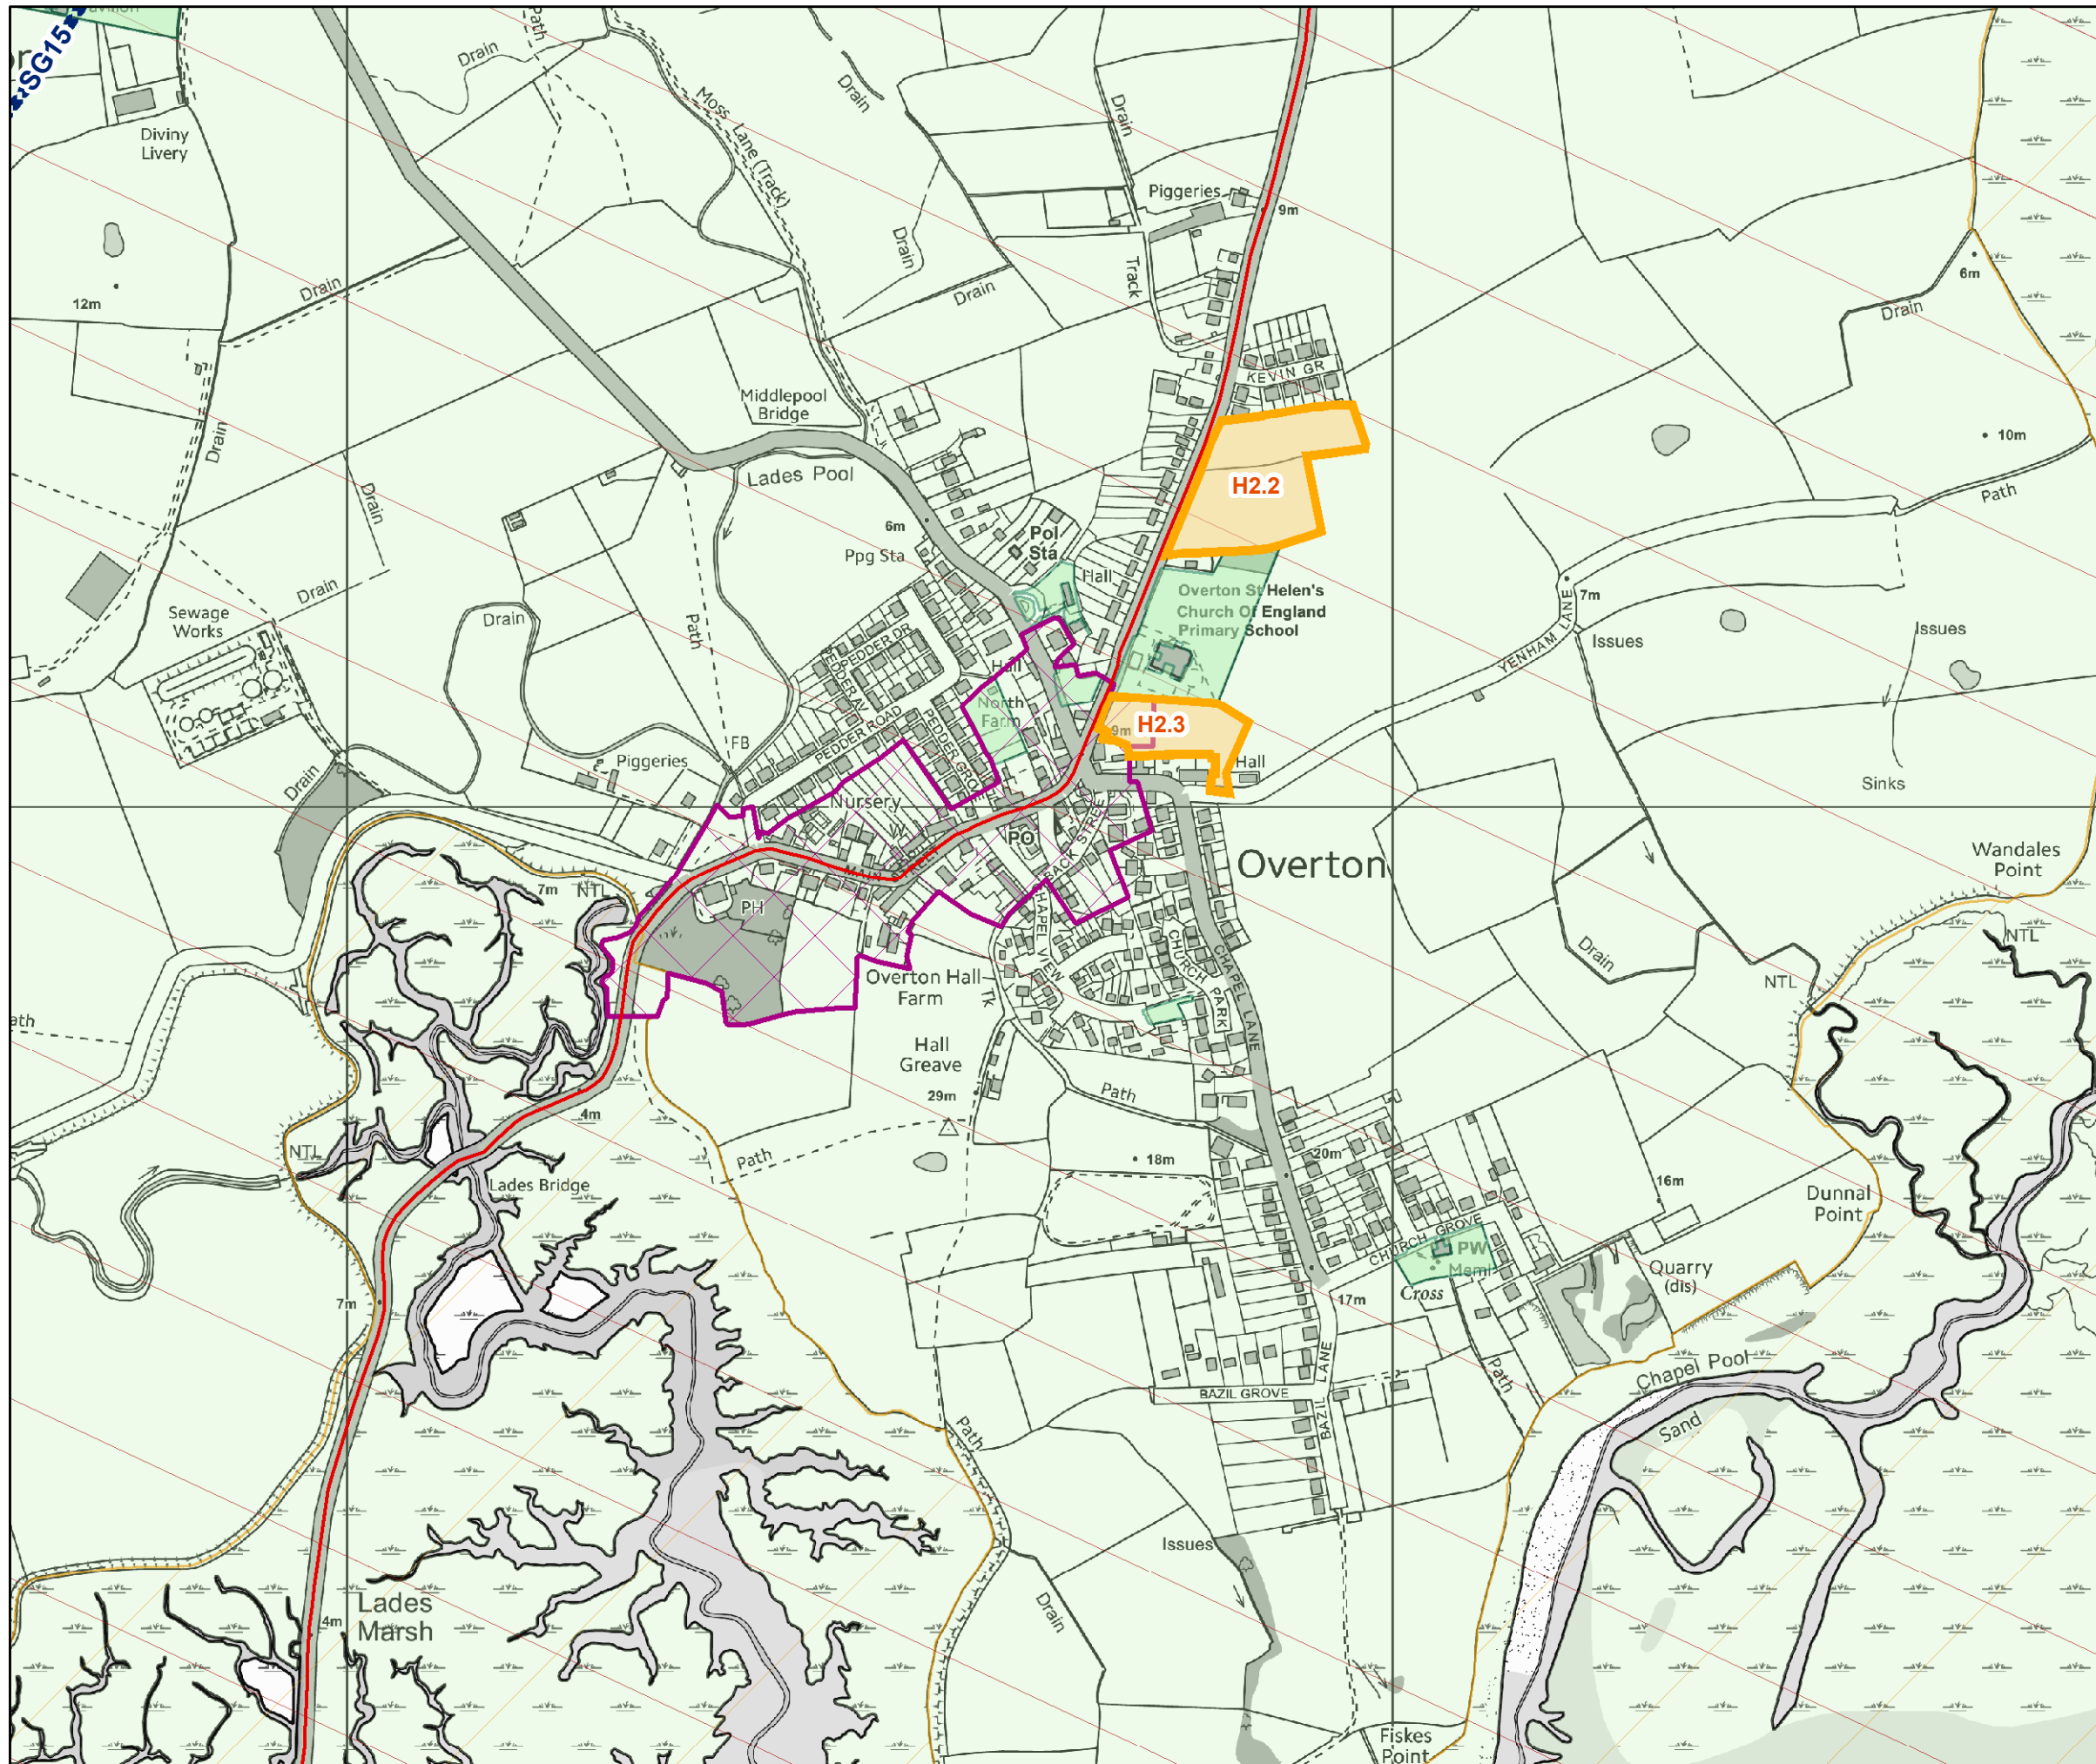 SG15
Diviny
Livery
12m
Drain
Path
Drain
Moss Lane (Track)
Drain
Drain
Piggeries
9m
Track
Drain
Drain
Drain
6m
Drain
10m
Path
KEVIN GR
Middlepool
Bridge
Lades Pool
H2.2
Drain
Drain
6m
Ppg Sta
Pol
Sta
Hall
Overton St Helen's
Church Of England
Primary School
7m
Issues
YENHAM LANE
Issues
Sinks
Sewage
Works
Drain
Drain
Path
PEDDER DR
PEDDER AV
PEDDER ROAD
PEDDER GROVE
Hall
North
Farm
H2.3
9m
Hall
FB
Piggeries
Drain
Nursery
W
PO
MAIN STREET
BACK STREET
Overton
Wandales
Point
7m
NTL
PH
CHAPEL VIEW
CHURCH PARK
CHAPEL LANE
Drain
NTL
NTL
Overton Hall
Farm
Tk
ath
Hall
Greave
29m
Path
4m
NTL
Path
18m
20m
16m
Lades Bridge
Dunnal
Point
CHURCH GROVE
PW
Meml
Cross
Quarry
(dis)
7m
17m
Path
Chapel Pool
Sand
BAZIL GROVE
BAZIL LANE
Path
Issues
Drain
Lades
Marsh
4m
Fiskes
Point